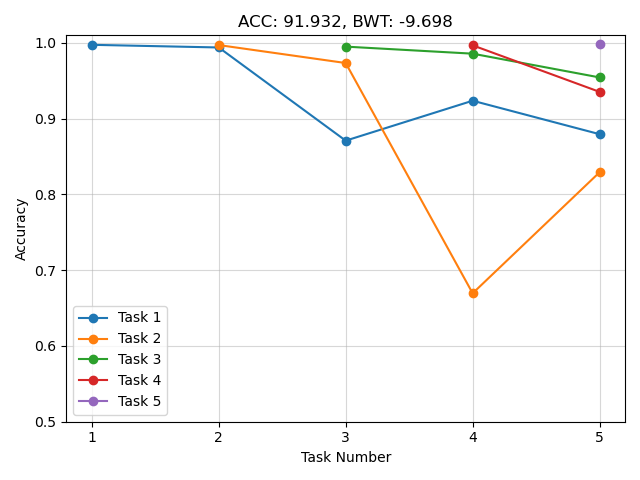 ACC: 91.932, BWT: -9.698
1.0
0.9
0.8
0.7
0.6
0.5
Accuracy
Task 1
Task 2
Task 3
Task 4
Task 5
1 2 3 4 5
Task Number